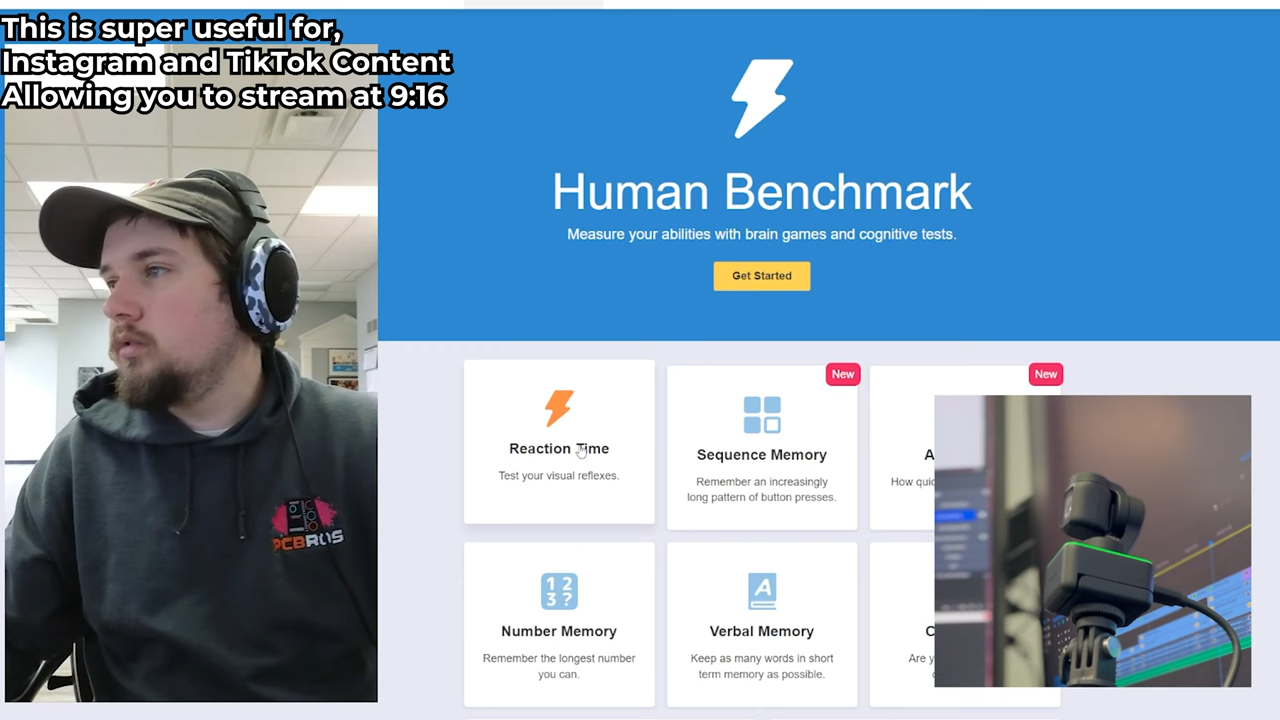 This is super useful for,
Instagram and TikTok Content
Allowing you to stream at 9:16
Human Benchmark
Measure your abilities with brain games and cognitive tests.
Get Started
Reaction Time
Test your visual reflexes.
New
Sequence Memory
Remember an increasingly
long pattern of button presses.
New
A
How quic
Number Memory
Remember the longest number
you can.
Verbal Memory
Keep as many words in short
term memory as possible.
C
Are y
PCBROS